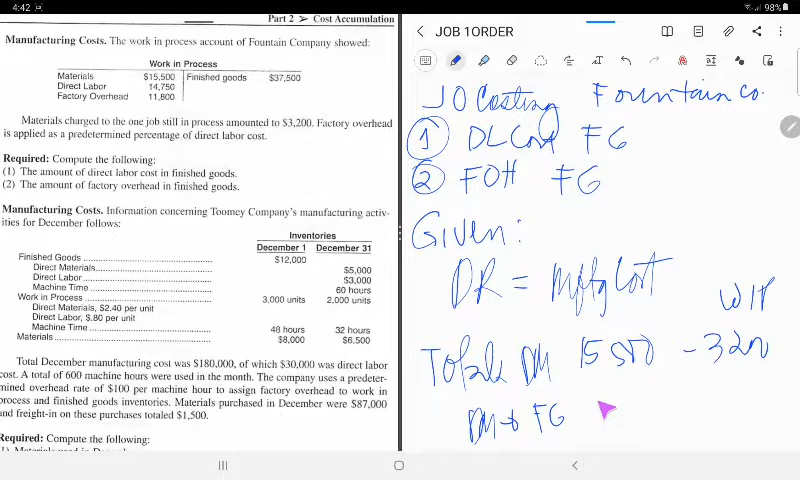 4:42
98%
Part 2 ➢ Cost Accumulation
Manufacturing Costs. The work in process account of Fountain Company showed:
Work in Process
Materials $15,500 Finished goods $37,500
Direct Labor 14,750
Factory Overhead 11,800
Materials charged to the one job still in process amounted to $3,200. Factory overhead
is applied as a predetermined percentage of direct labor cost.
Required: Compute the following:
(1) The amount of direct labor cost in finished goods.
(2) The amount of factory overhead in finished goods.
Manufacturing Costs. Information concerning Toomey Company's manufacturing activ-
ities for December follows:
Inventories
December 1 December 31
Finished Goods $12,000
Direct Materials $5,000
Direct Labor $3,000
Machine Time 60 hours
Work in Process 3,000 units 2,000 units
Direct Materials, $2.40 per unit
Direct Labor, $.80 per unit
Machine Time 48 hours 32 hours
Materials $8,000 $6,500
Total December manufacturing cost was $180,000, of which $30,000 was direct labor
cost. A total of 600 machine hours were used in the month. The company uses a predeter-
mined overhead rate of $100 per machine hour to assign factory overhead to work in
process and finished goods inventories. Materials purchased in December were $87,000
and freight-in on these purchases totaled $1,500.
Required: Compute the following:
JOB 1ORDER
JO Costing Fountain Co.
1 DL Cost FG
2 FOH FG
Given:
DR = Mftg Cost
WIP
Total DM 15 500 - 3200
DM → FG